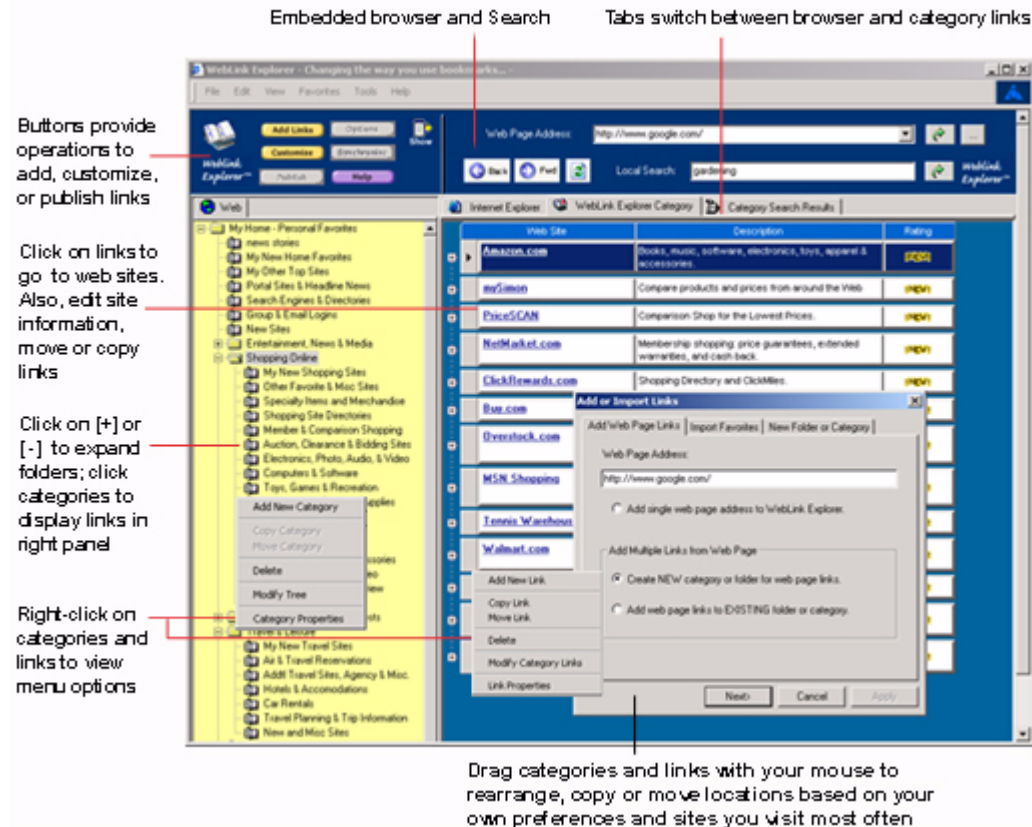 Embedded browser and Search
Tabs switch between browser and category links
WebLink Explorer - Changing the way you use bookmarks... -
File Edit View Favorites Tools Help
Buttons provide
operations to
add, customize,
or publish links
Add Links
Options
Customize
Synchronize
Publish
Help
Show
Weblink
Explorer™
Web Page Address:
http://www.google.com/
...
Back
Fwd
Local Search:
gardening
Weblink
Explorer™
Web
Internet Explorer
WebLink Explorer Category
Category Search Results
Click on links to
go to web sites.
Also, edit site
information,
move or copy
links
Click on [+] or
[-] to expand
folders; click
categories to
display links in
right panel
Right-click on
categories and
links to view
menu options
My Home - Personal Favorites
news stories
My New Home Favorites
My Other Top Sites
Portal Sites & Headline News
Search Engines & Directories
Group & Email Logins
New Sites
Entertainment, News & Media
Shopping Online
My New Shopping Sites
Other Favorite & Misc Sites
Specialty Items and Merchandice
Shopping Site Directories
Member & Comparison Shopping
Auction, Clearance & Bidding Sites
Electronics, Photo, Audio, & Video
Computers & Software
Toys, Games & Recreation
Add New Category
Copy Category
Move Category
Delete
Modify Tree
Category Properties
Travel & Leisure
My New Travel Sites
Air & Travel Reservations
Addt Travel Sites, Agency & Misc.
Hotels & Accomodations
Car Rentals
Travel Planning & Trip Information
New and Misc Sites
Web Site Description Rating
Amazon.com
Books, music, software, electronics, toys, apparel &
accessories.
mySimon
Compare products and prices from around the Web
PriceSCAN
Comparison Shop for the Lowest Prices.
NetMarket.com
Membership shopping: price guarantees, extended
warranties, and cash back.
ClickRewards.com
Shopping Directory and ClickMiles.
Buy.com
Overstock.com
MSN Shopping
Tennis Warehous
Walmart.com
Add New Link
Copy Link
Move Link
Delete
Modify Category Links
Link Properties
Add or Import Links
Add Web Page Links
Import Favorites
New Folder or Category
Web Page Address:
http://www.google.com/
Add single web page address to WebLink Explorer.
Add Multiple Links from Web Page
Create NEW category or folder for web page links.
Add web page links to EXISTING folder or category.
Next>
Cancel
Apply
Drag categories and links with your mouse to
rearrange, copy or move locations based on your
own preferences and sites you visit most often